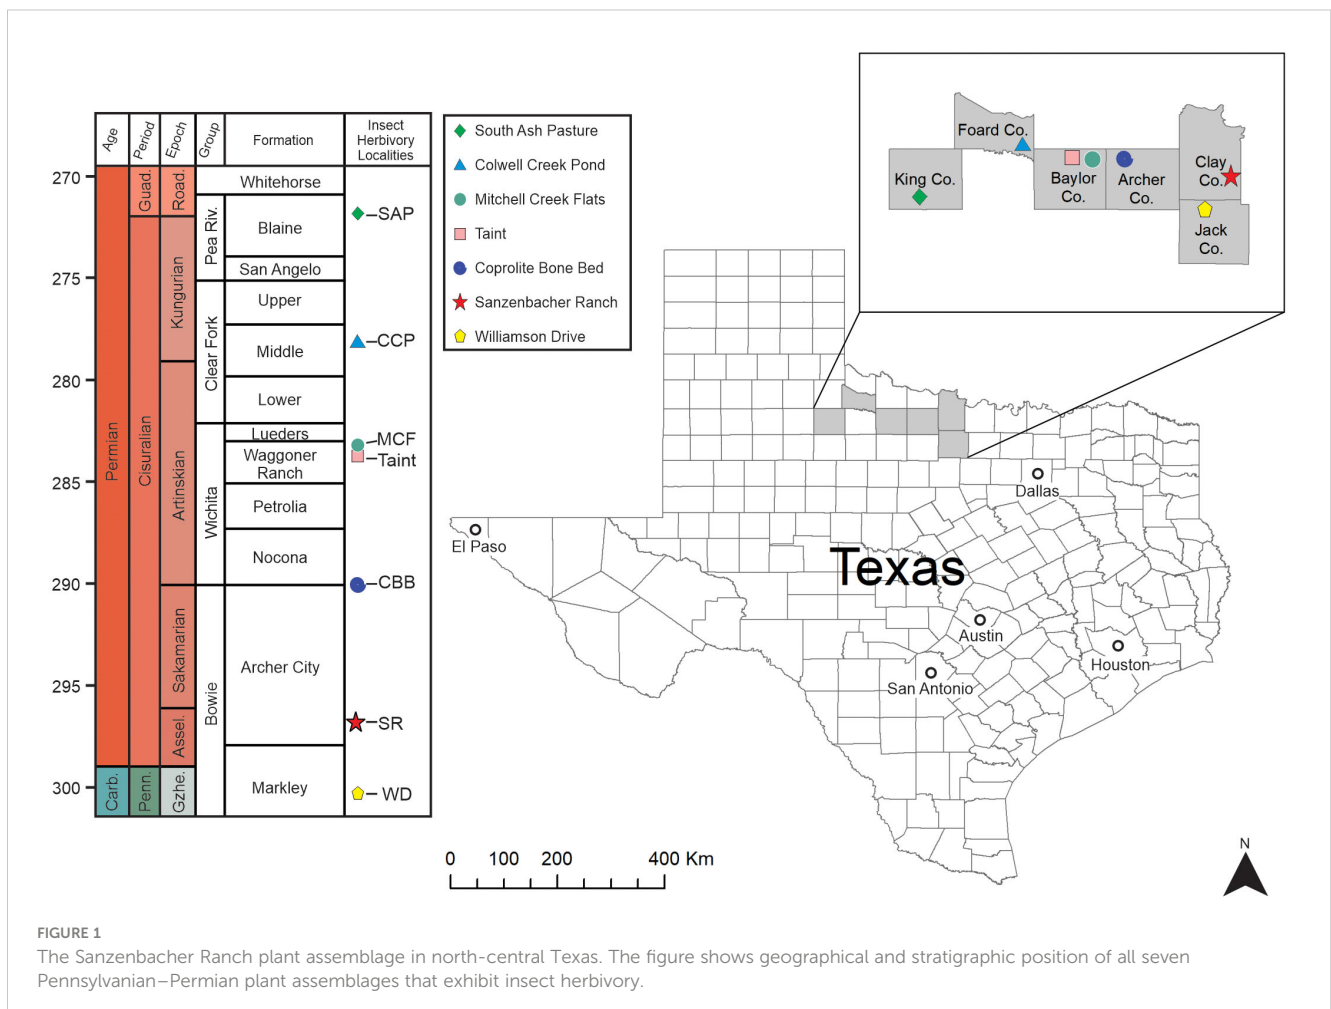 Age
Period
Epoch
Group
Formation
Insect
Herbivory
Localities
270
275
280
285
290
295
300
Permian
Carb.
Guad.
Cisuralian
Penn.
Road.
Kungurian
Artinskian
Sakamarian
Assel.
Gzhe.
Pea Riv.
Clear Fork
Wichita
Bowie
Whitehorse
Blaine
San Angelo
Upper
Middle
Lower
Lueders
Waggoner
Ranch
Petrolia
Nocona
Archer City
Markley
SAP
CCP
MCF
Taint
CBB
SR
WD
South Ash Pasture
Colwell Creek Pond
Mitchell Creek Flats
Taint
Coprolite Bone Bed
Sanzenbacher Ranch
Williamson Drive
Foard Co.
King Co.
Baylor
Co.
Archer
Co.
Clay
Co.
Jack
Co.
Dallas
El Paso
Texas
Austin
Houston
San Antonio
0 100 200 400 Km
N
FIGURE 1
The Sanzenbacher Ranch plant assemblage in north-central Texas. The figure shows geographical and stratigraphic position of all seven
Pennsylvanian–Permian plant assemblages that exhibit insect herbivory.